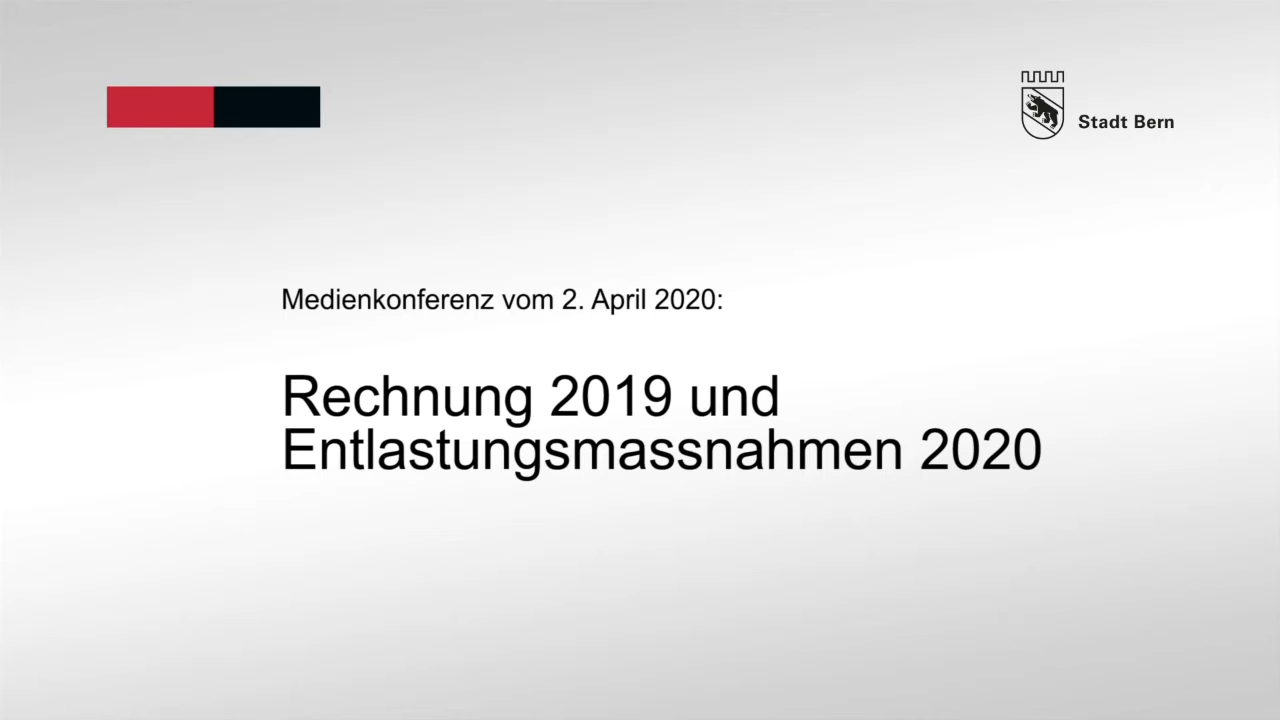 Stadt Bern
Medienkonferenz vom 2. April 2020:
Rechnung 2019 und
Entlastungsmassnahmen 2020